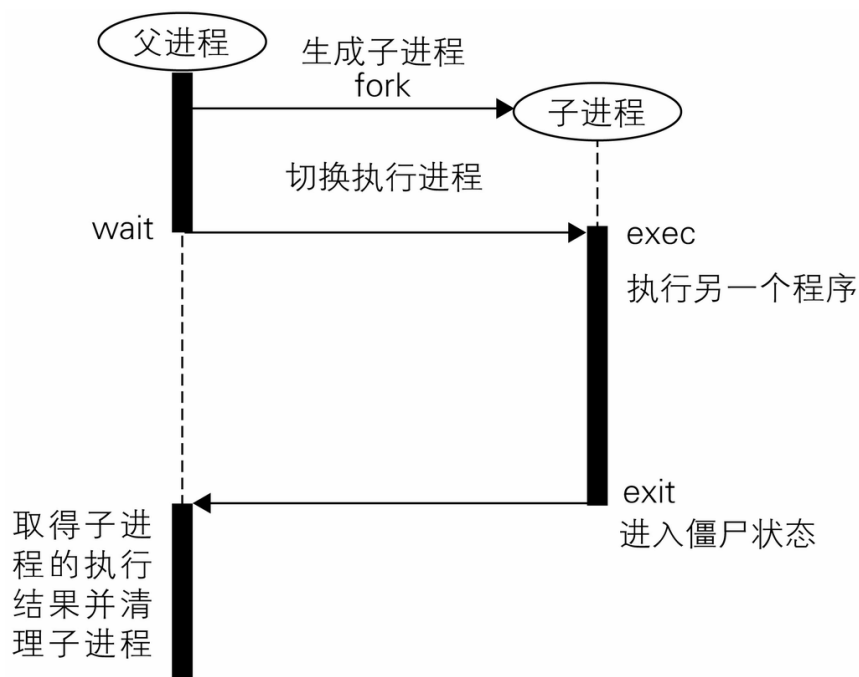 父进程
生成子进程
fork
子进程
切换执行进程
wait
exec
执行另一个程序
exit
进入僵尸状态
取得子进
程的执行
结果并清
理子进程